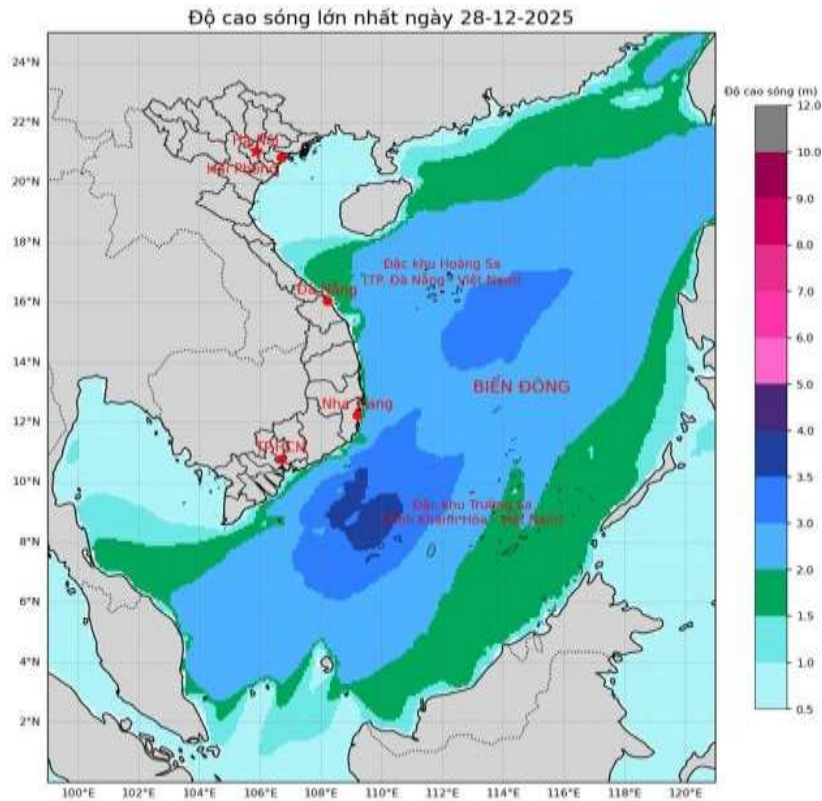 Độ cao sóng lớn nhất ngày 28-12-2025
Độ cao sóng (m)
24°N
22°N
20°N
18°N
16°N
14°N
12°N
10°N
8°N
6°N
4°N
2°N
Hà Nội
Hải Phòng
Đặc khu Hoàng Sa
(TP. Đà Nẵng - Việt Nam)
Đà Nẵng
BIỂN ĐÔNG
Nha Trang
TP.HCM
Đặc khu Trường Sa
(tỉnh Khánh Hòa - Việt Nam)
100°E 102°E 104°E 106°E 108°E 110°E 112°E 114°E 116°E 118°E 120°E
12.0
10.0
9.0
8.0
7.0
6.0
5.0
4.0
3.5
3.0
2.0
1.5
1.0
0.5